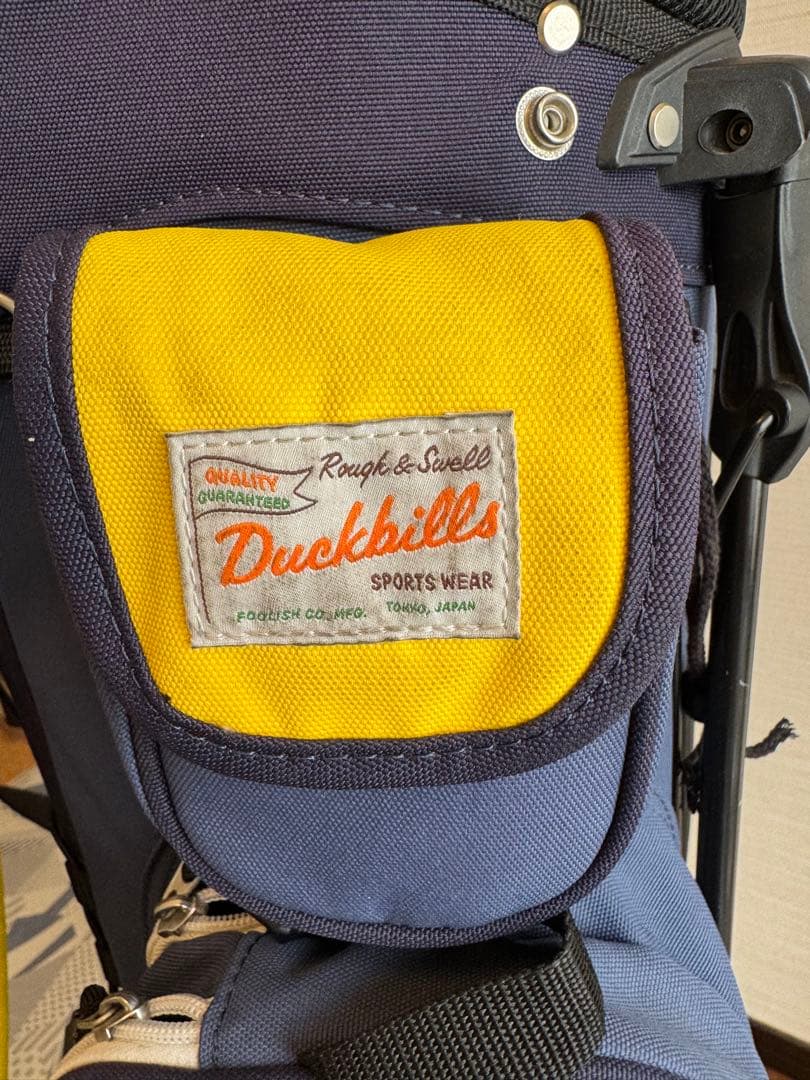 QUALITY
GUARANTEED
Rough & Swell
Duckbills
SPORTS WEAR
FOOLISH CO., MFG. TOKYO, JAPAN